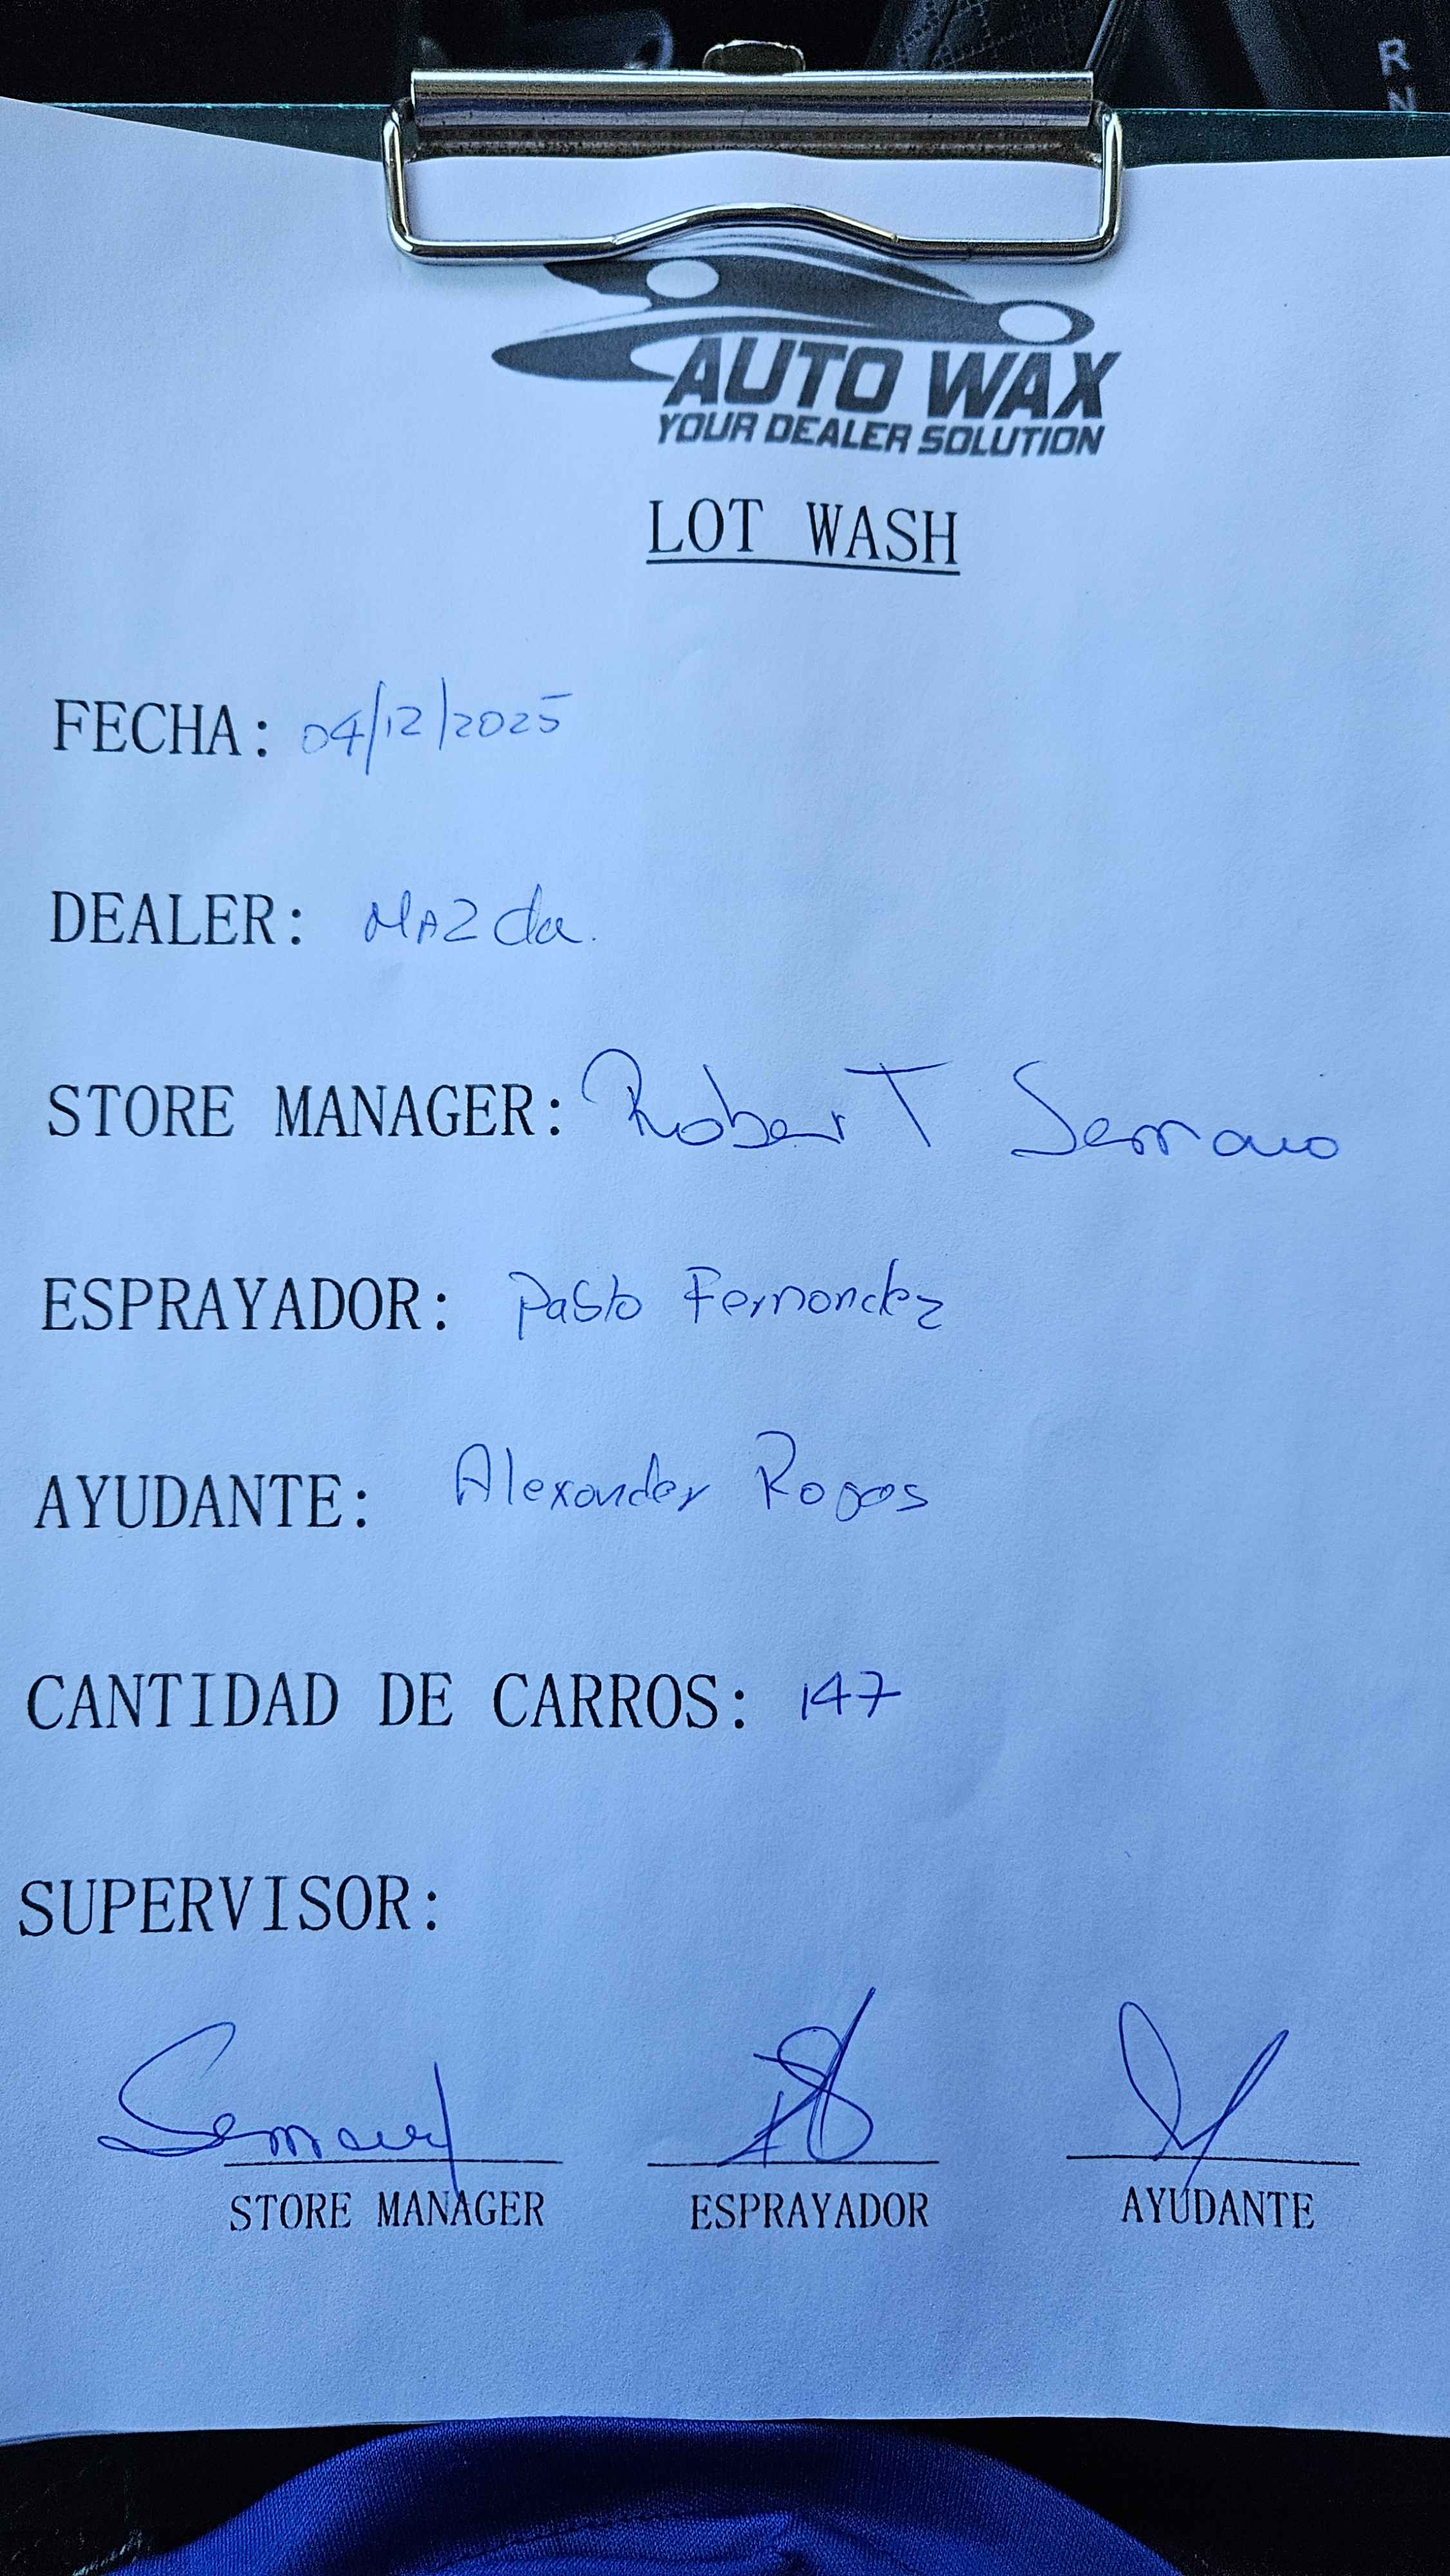 R
N
AUTO WAX
YOUR DEALER SOLUTION
LOT WASH
FECHA: 04/12/2025
DEALER: MAZda.
STORE MANAGER: RoberT
ESPRAYADOR: Pablo Fernandez
AYUDANTE: Alexander Rojas
CANTIDAD DE CARROS: 147
SUPERVISOR:
STORE MANAGER ESPRAYADOR AYUDANTE